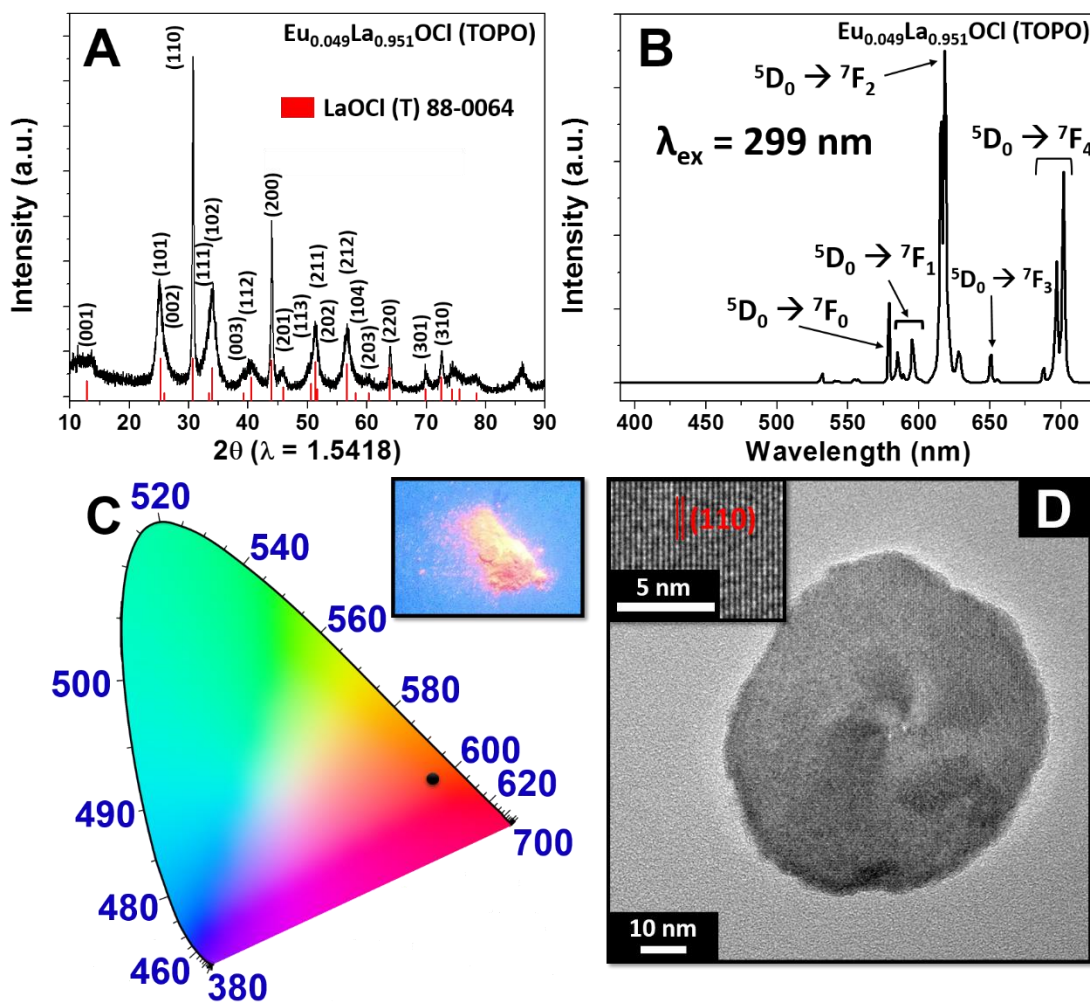 A
Eu₀.₀₄₉La₀.₉₅₁OCl (TOPO)
LaOCl (T) 88-0064
Intensity (a.u.)
(001)
(101)
(002)
(110)
(111)
(102)
(003)
(112)
(200)
(201)
(113)
(211)
(202)
(212)
(104)
(203)
(220)
(301)
(310)
10 20 30 40 50 60 70 80 90
2θ (λ = 1.5418)
B
Eu₀.₀₄₉La₀.₉₅₁OCl (TOPO)
⁵D₀ → ⁷F₂
λex = 299 nm
⁵D₀ → ⁷F₄
⁵D₀ → ⁷F₁
⁵D₀ → ⁷F₃
⁵D₀ → ⁷F₀
Intensity (a.u.)
400 450 500 550 600 650 700
Wavelength (nm)
C
520
540
560
500
580
600
620
490
700
480
460
380
D
(110)
5 nm
10 nm